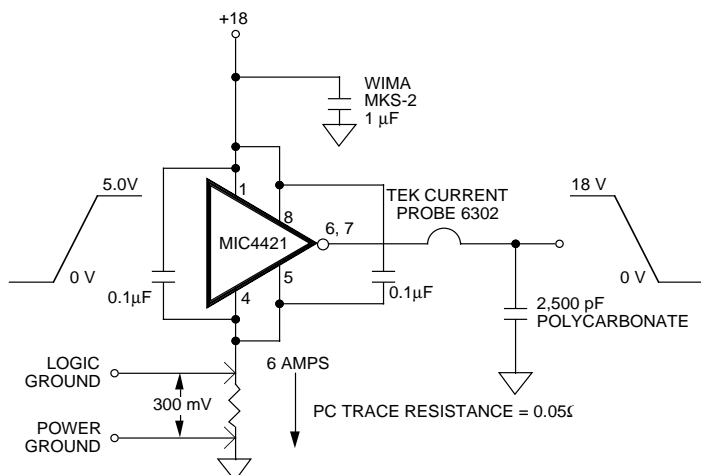 +18
WIMA
MKS-2
1 µF
5.0V
0 V
0.1µF
1
8
MIC4421
6, 7
5
4
TEK CURRENT
PROBE 6302
0.1µF
18 V
0 V
2,500 pF
POLYCARBONATE
LOGIC
GROUND
300 mV
POWER
GROUND
6 AMPS
PC TRACE RESISTANCE = 0.05Ω